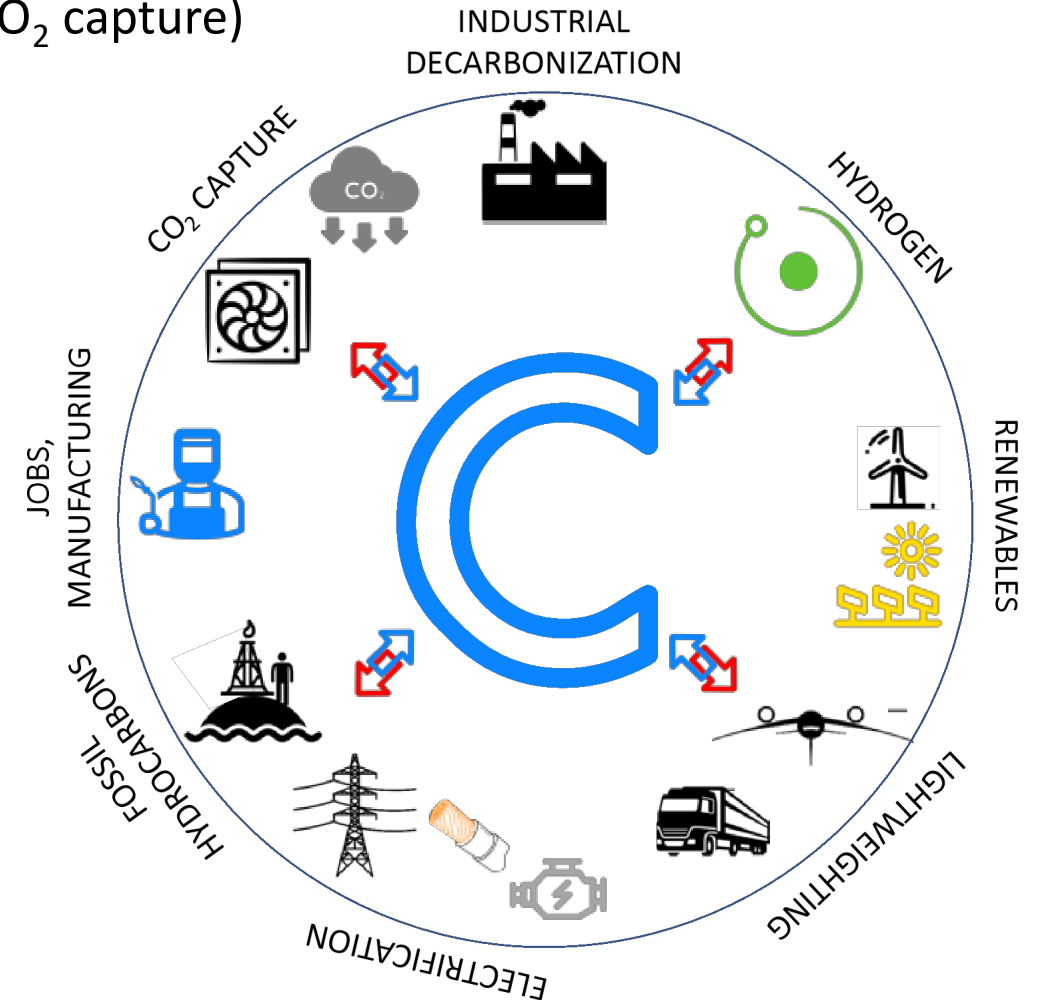 O₂ capture)
INDUSTRIAL
DECARBONIZATION
CO₂ CAPTURE
CO₂
HYDROGEN
RENEWABLES
JOBS,
MANUFACTURING
C
FOSSIL
HYDROCARBONS
LIGHTWEIGHTING
ELECTRIFICATION